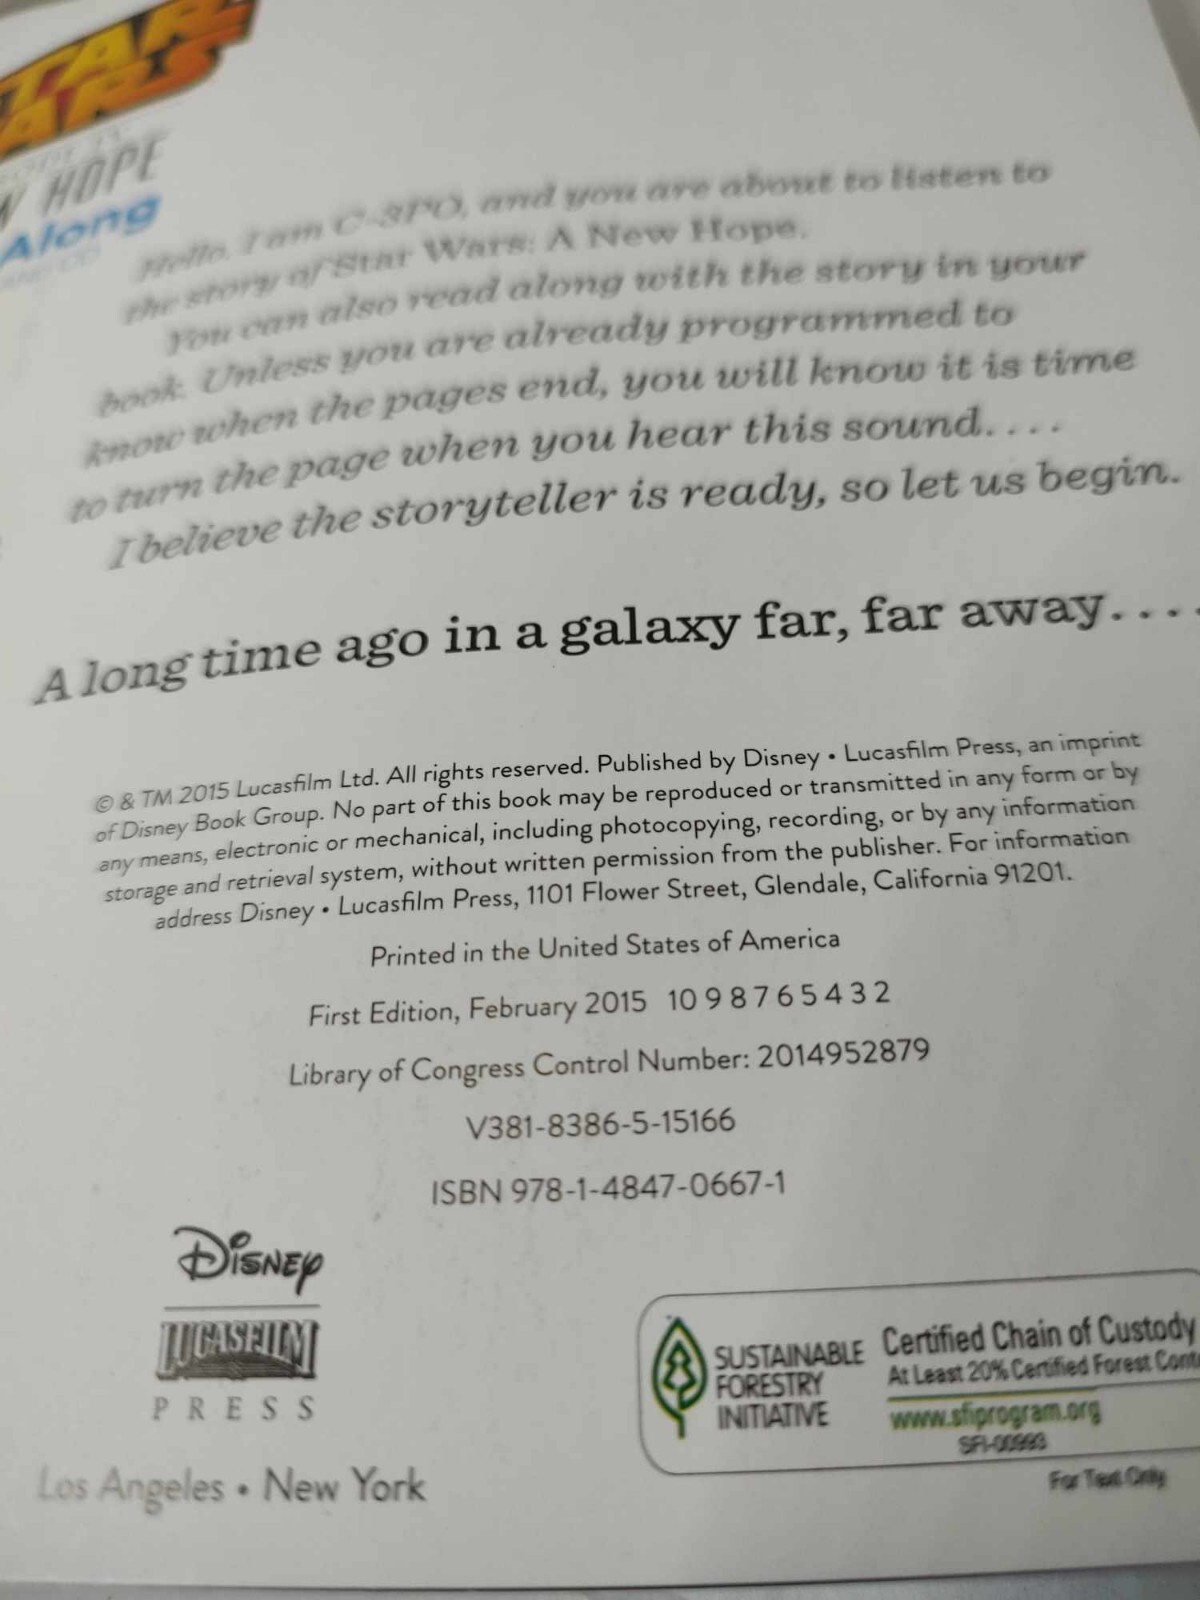 TAR
ARS
W HOPE
Along
Hello. I am C-3PO, and you are about to listen to
the story of Star Wars: A New Hope.
You can also read along with the story in your
book. Unless you are already programmed to
know when the pages end, you will know it is time
to turn the page when you hear this sound. . . .
I believe the storyteller is ready, so let us begin.
A long time ago in a galaxy far, far away. . . .
© & TM 2015 Lucasfilm Ltd. All rights reserved. Published by Disney • Lucasfilm Press, an imprint
of Disney Book Group. No part of this book may be reproduced or transmitted in any form or by
any means, electronic or mechanical, including photocopying, recording, or by any information
storage and retrieval system, without written permission from the publisher. For information
address Disney • Lucasfilm Press, 1101 Flower Street, Glendale, California 91201.
Printed in the United States of America
First Edition, February 2015 10 9 8 7 6 5 4 3 2
Library of Congress Control Number: 2014952879
V381-8386-5-15166
ISBN 978-1-4847-0667-1
Disney
LUCASFILM
PRESS
Los Angeles • New York
SUSTAINABLE
FORESTRY
INITIATIVE
Certified Chain of Custody
At Least 20% Certified Forest Cont
www.sfiprogram.org
SFI-00993
For Text Only